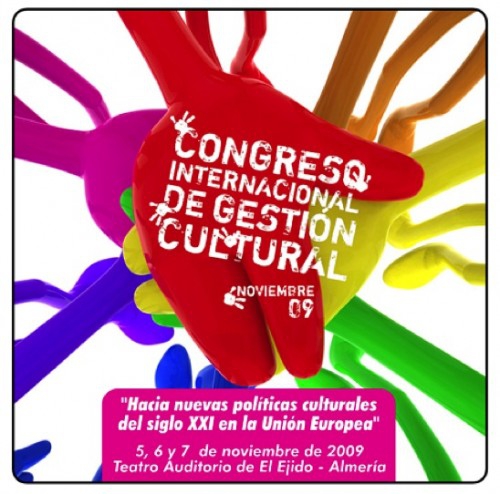 CONGRESO
INTERNACIONAL
DE GESTIÓN
CULTURAL
NOVIEMBRE
09
"Hacia nuevas políticas culturales
del siglo XXI en la Unión Europea"
5, 6 y 7 de noviembre de 2009
Teatro Auditorio de El Ejido - Almería